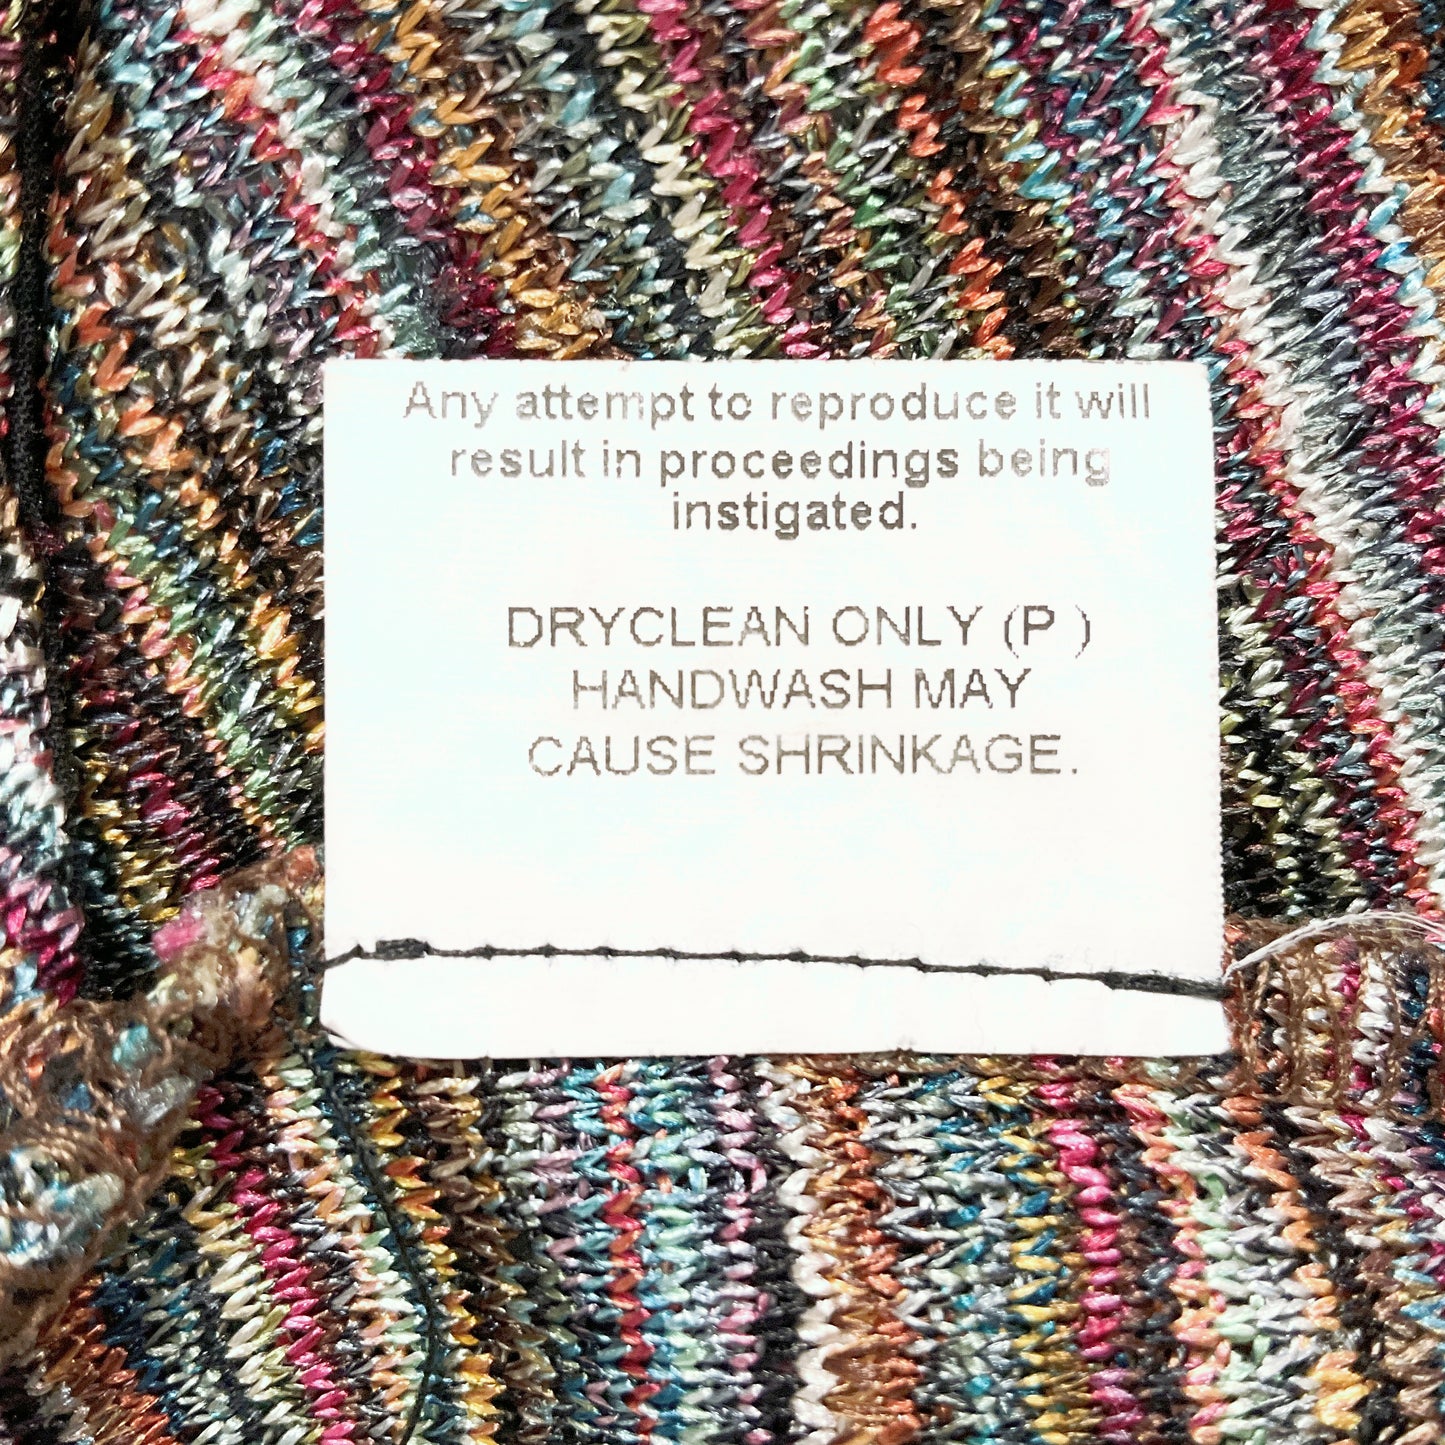 Any attempt to reproduce it will
result in proceedings being
instigated.
DRYCLEAN ONLY (P )
HANDWASH MAY
CAUSE SHRINKAGE.